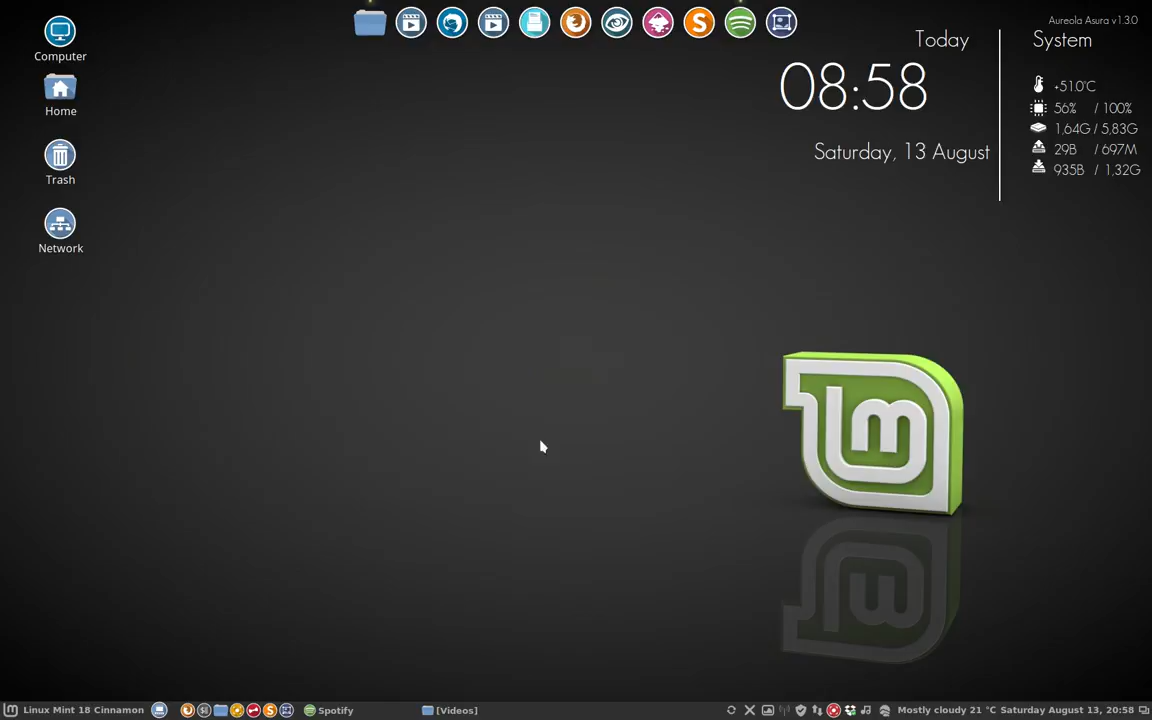 Computer
Home
Trash
Network
Aureola Asura v1.3.0
Today
08:58
Saturday, 13 August
System
+51.0°C
56% / 100%
1,64G / 5,83G
29B / 697M
935B / 1,32G
lm
Linux Mint 18 Cinnamon
Spotify
[Videos]
Mostly cloudy 21 °C Saturday August 13, 20:58